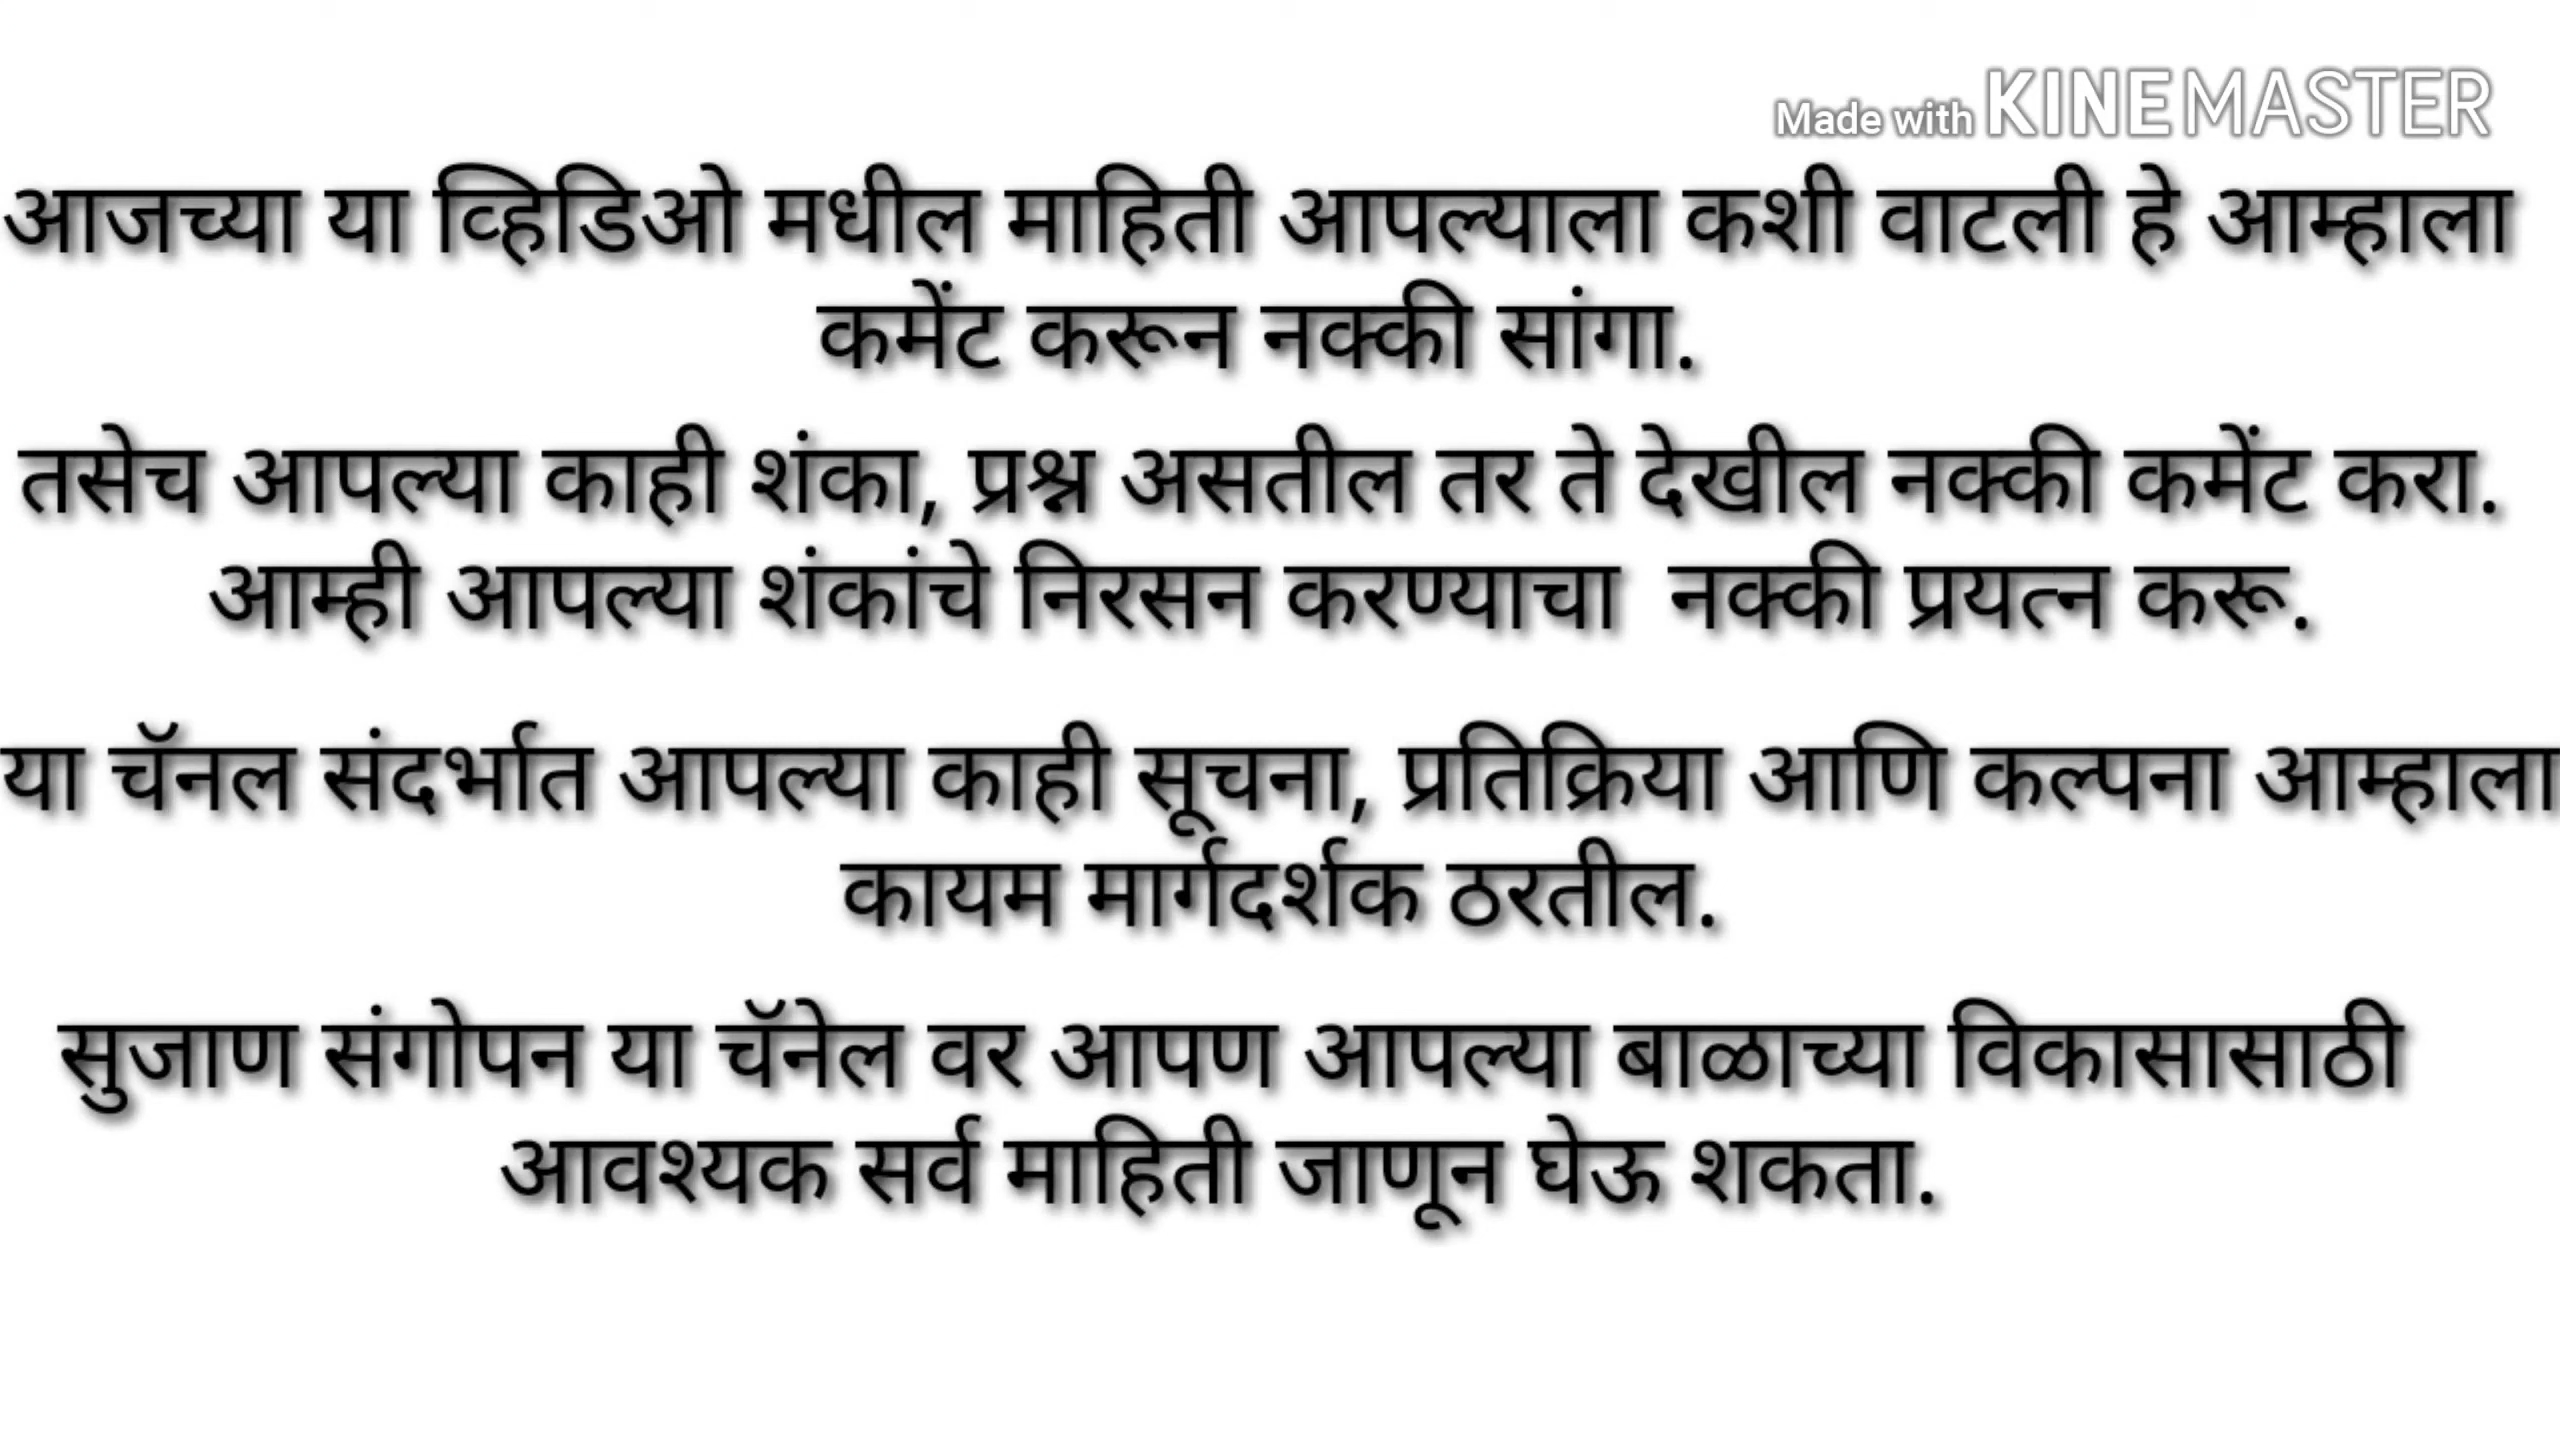 Made with KINEMASTER
आजच्या या व्हिडिओ मधील माहिती आपल्याला कशी वाटली हे आम्हाला
कमेंट करून नक्की सांगा.
तसेच आपल्या काही शंका, प्रश्न असतील तर ते देखील नक्की कमेंट करा.
आम्ही आपल्या शंकांचे निरसन करण्याचा नक्की प्रयत्न करू.
या चॅनल संदर्भात आपल्या काही सूचना, प्रतिक्रिया आणि कल्पना आम्हाला
कायम मार्गदर्शक ठरतील.
सुजाण संगोपन या चॅनेल वर आपण आपल्या बाळाच्या विकासासाठी
आवश्यक सर्व माहिती जाणून घेऊ शकता.